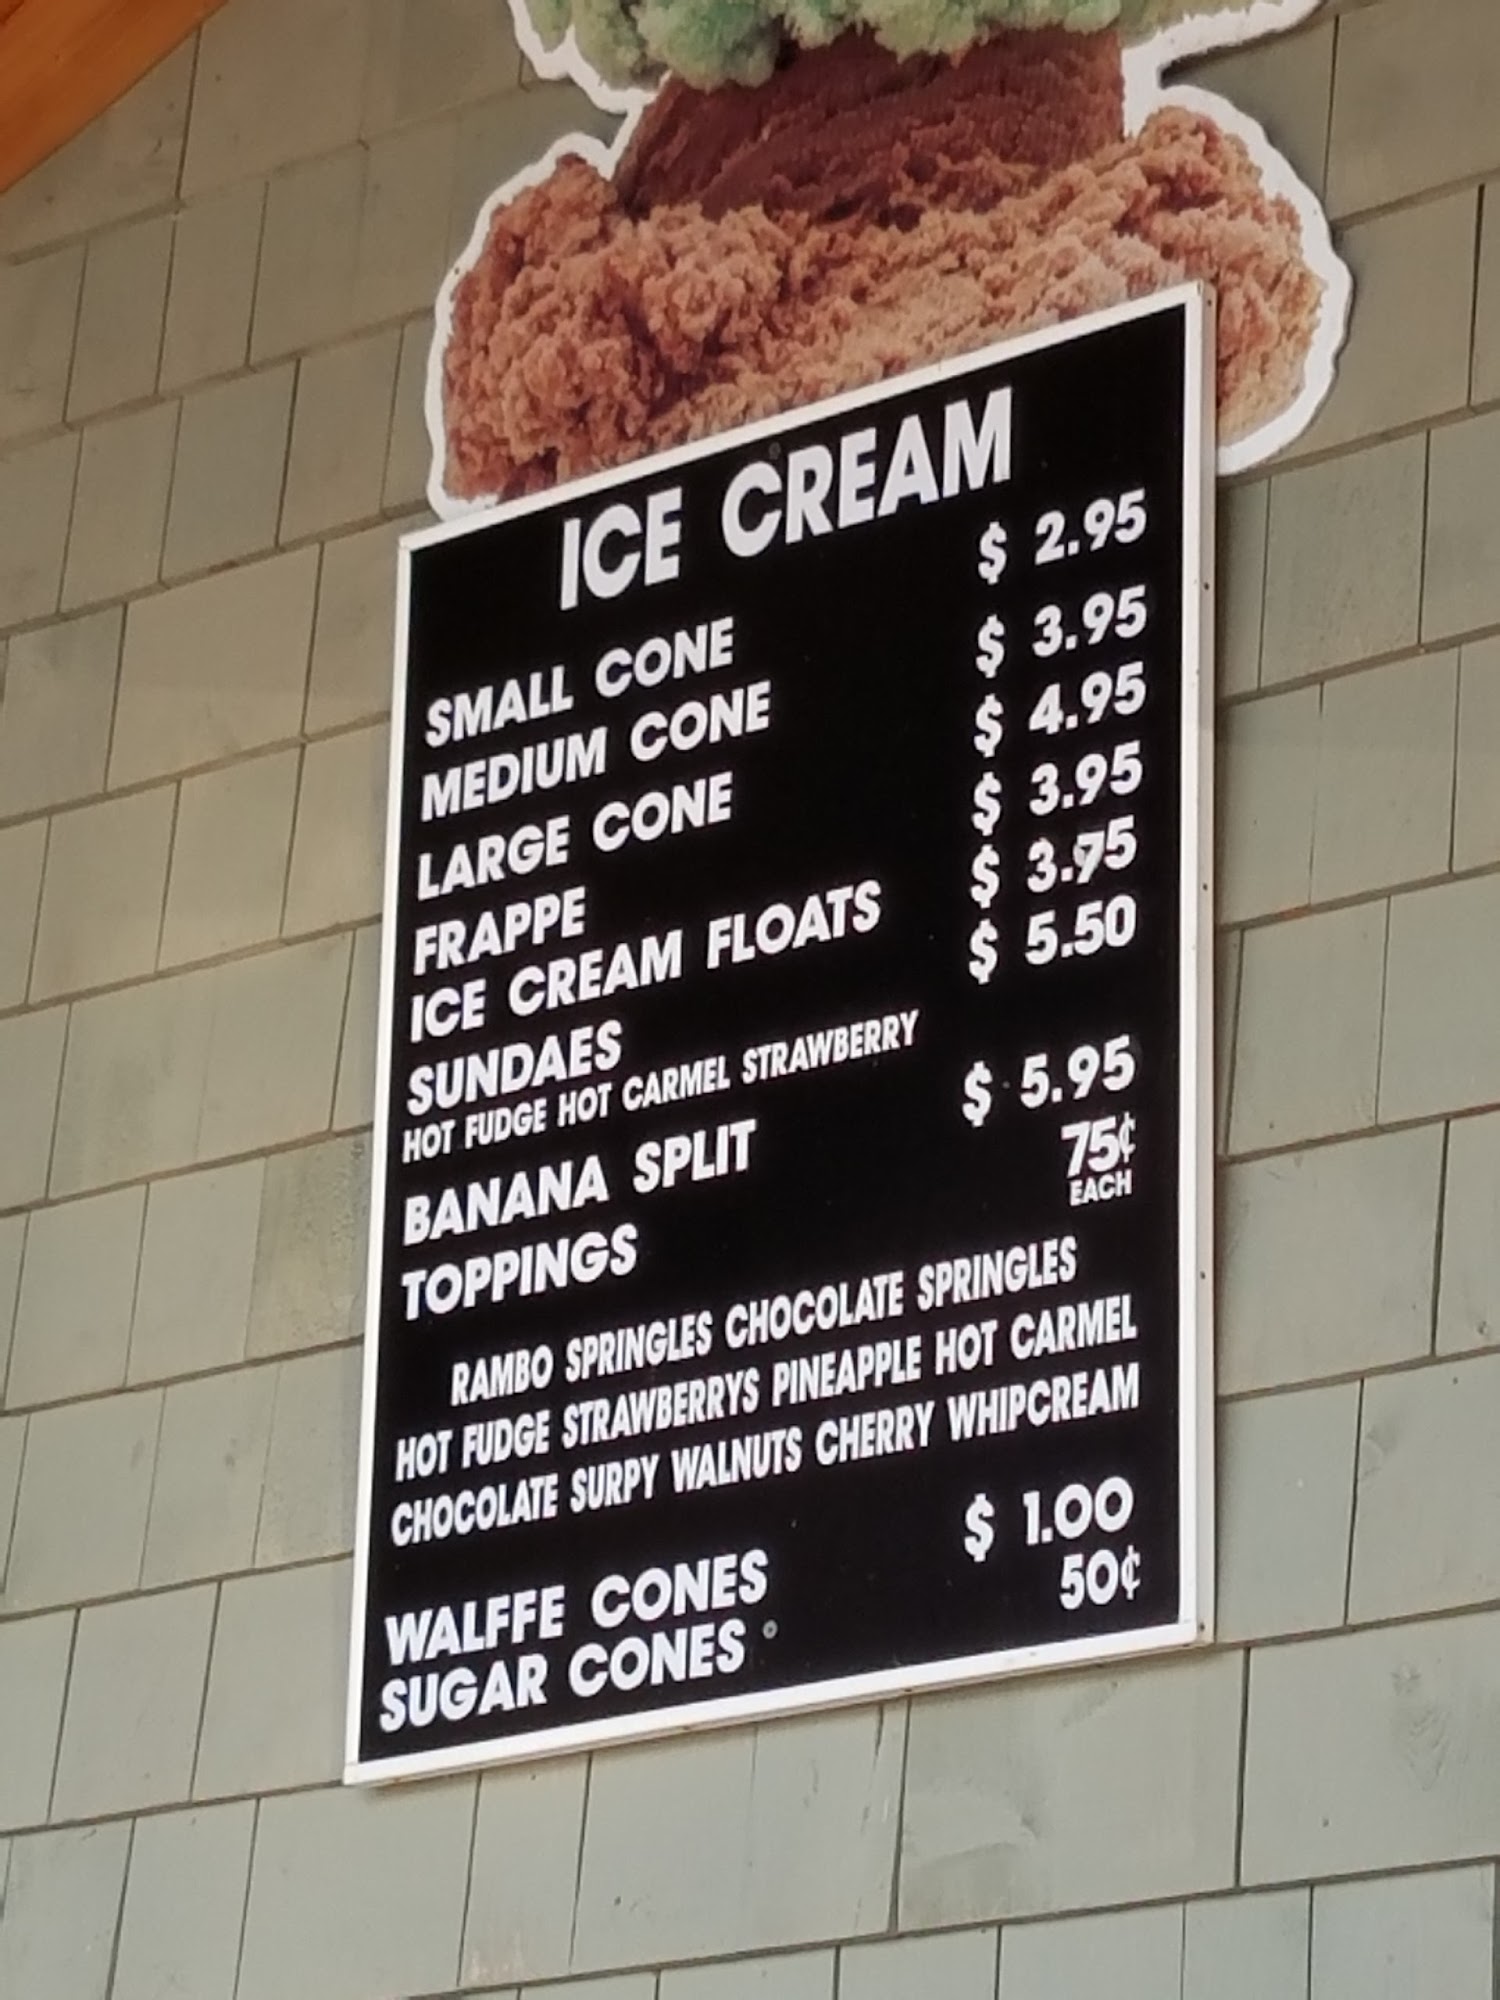 ICE CREAM
SMALL CONE $ 2.95
MEDIUM CONE $ 3.95
LARGE CONE $ 4.95
FRAPPE $ 3.95
ICE CREAM FLOATS $ 3.75
SUNDAES $ 5.50
HOT FUDGE HOT CARMEL STRAWBERRY
BANANA SPLIT $ 5.95
TOPPINGS 75¢
EACH
RAMBO SPRINGLES CHOCOLATE SPRINGLES
HOT FUDGE STRAWBERRYS PINEAPPLE HOT CARMEL
CHOCOLATE SURPY WALNUTS CHERRY WHIPCREAM
WALFFE CONES $ 1.00
SUGAR CONES 50¢